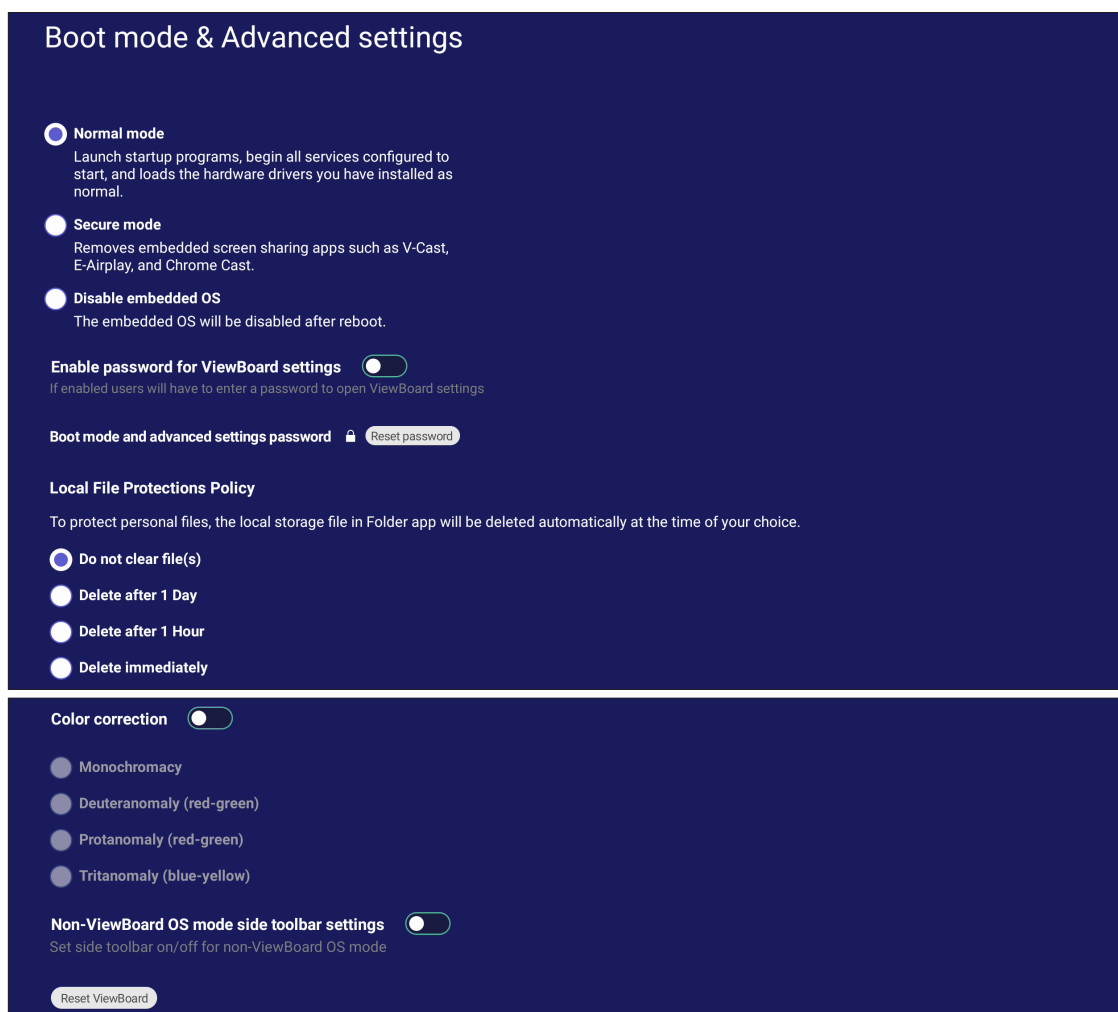 Boot mode & Advanced settings
Normal mode
Launch startup programs, begin all services configured to
start, and loads the hardware drivers you have installed as
normal.
Secure mode
Removes embedded screen sharing apps such as V-Cast,
E-Airplay, and Chrome Cast.
Disable embedded OS
The embedded OS will be disabled after reboot.
Enable password for ViewBoard settings
If enabled users will have to enter a password to open ViewBoard settings
Boot mode and advanced settings password Reset password
Local File Protections Policy
To protect personal files, the local storage file in Folder app will be deleted automatically at the time of your choice.
Do not clear file(s)
Delete after 1 Day
Delete after 1 Hour
Delete immediately
Color correction
Monochromacy
Deuteranomaly (red-green)
Protanomaly (red-green)
Tritanomaly (blue-yellow)
Non-ViewBoard OS mode side toolbar settings
Set side toolbar on/off for non-ViewBoard OS mode
Reset ViewBoard